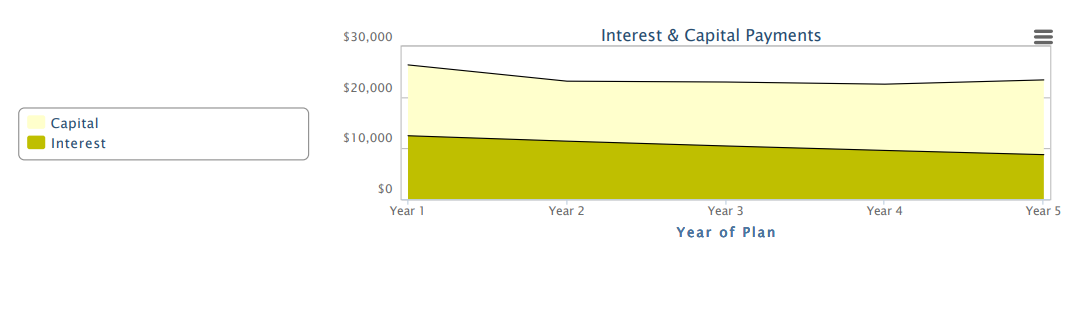 Interest & Capital Payments
$30,000
$20,000
$10,000
$0
Capital
Interest
Year 1 Year 2 Year 3 Year 4 Year 5
Year of Plan